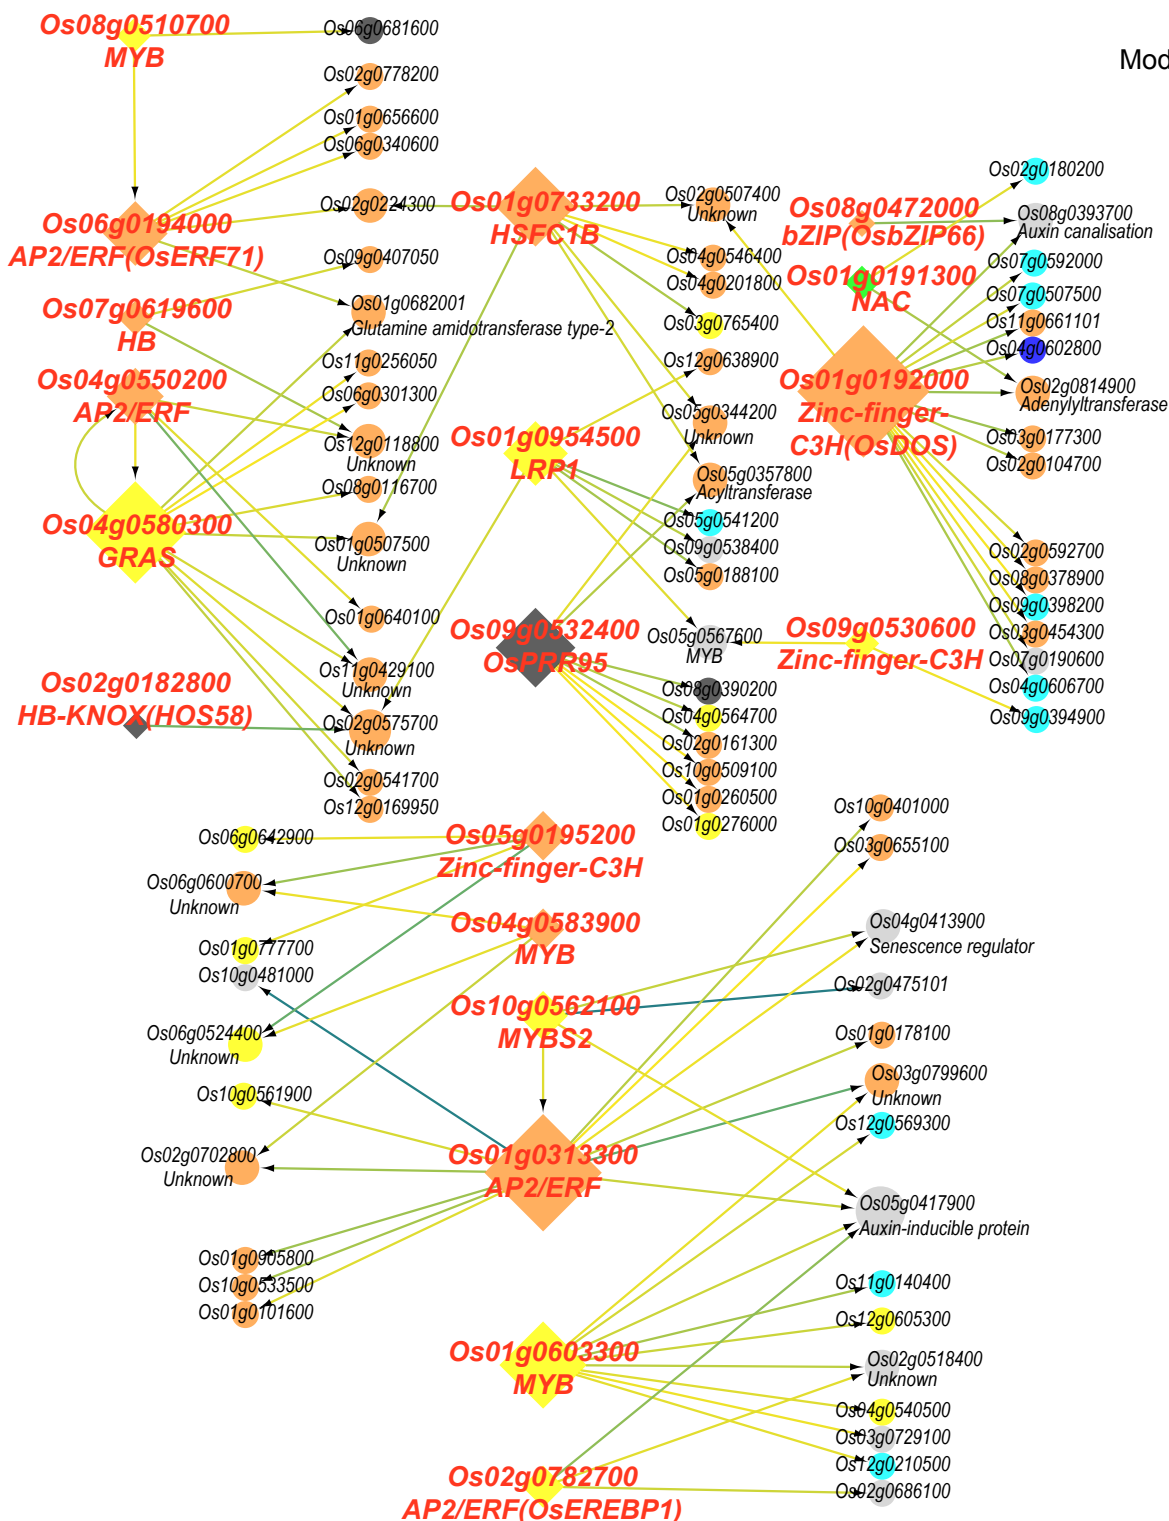 Os08g0510700
MYB
Os06g0681600
Mod
Os02g0778200
Os01g0656600
Os06g0340600
Os06g0194000
AP2/ERF(OsERF71)
Os02g0224300
Os09g0407050
Os07g0619600
HB
Os01g0682001
Glutamine amidotransferase type-2
Os11g0256050
Os04g0550200
AP2/ERF
Os06g0301300
Os12g0118800
Unknown
Os08g0116700
Os04g0580300
GRAS
Os01g0507500
Unknown
Os01g0640100
Os11g0429100
Unknown
Os02g0182800
HB-KNOX(HOS58)
Os02g0575700
Unknown
Os02g0541700
Os12g0169950
Os01g0733200
HSFC1B
Os02g0507400
Unknown
Os04g0546400
Os04g0201800
Os03g0765400
Os12g0638900
Os05g0344200
Unknown
Os01g0954500
LRP1
Os05g0357800
Acyltransferase
Os05g0541200
Os09g0538400
Os05g0188100
Os09g0532400
OsPRR95
Os05g0567600
MYB
Os08g0390200
Os04g0564700
Os02g0161300
Os10g0509100
Os01g0260500
Os01g0276000
Os02g0180200
Os08g0472000
bZIP(OsbZIP66)
Os08g0393700
Auxin canalisation
Os01g0191300
NAC
Os07g0592000
Os07g0507500
Os11g0661101
Os04g0602800
Os01g0192000
Zinc-finger-
C3H(OsDOS)
Os02g0814900
Adenylyltransferase
Os03g0177300
Os02g0104700
Os02g0592700
Os08g0378900
Os09g0398200
Os03g0454300
Os09g0530600
Zinc-finger-C3H
Os07g0190600
Os04g0606700
Os09g0394900
Os06g0642900
Os05g0195200
Zinc-finger-C3H
Os06g0600700
Unknown
Os04g0583900
MYB
Os01g0777700
Os10g0481000
Os10g0562100
MYBS2
Os06g0524400
Unknown
Os10g0561900
Os02g0702800
Unknown
Os01g0313300
AP2/ERF
Os01g0905800
Os10g0533500
Os01g0101600
Os01g0603300
MYB
Os02g0782700
AP2/ERF(OsEREBP1)
Os10g0401000
Os03g0655100
Os04g0413900
Senescence regulator
Os02g0475101
Os01g0178100
Os03g0799600
Unknown
Os12g0569300
Os05g0417900
Auxin-inducible protein
Os11g0140400
Os12g0605300
Os02g0518400
Unknown
Os04g0540500
Os03g0729100
Os12g0210500
Os02g0686100